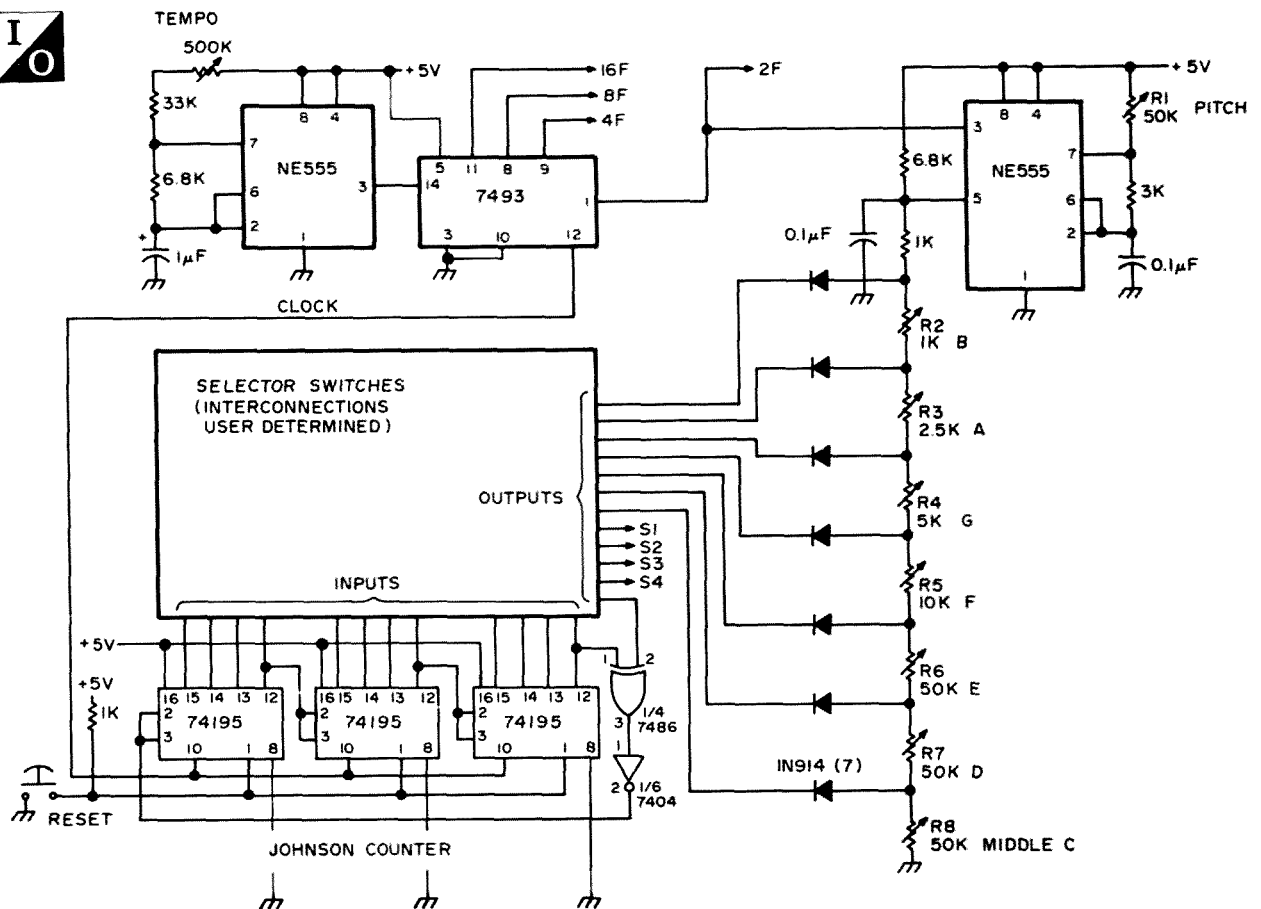 I
O
TEMPO
500K
+5V
33K
6.8K
+
1µF
8 4
7
NE555
6
3
2
1
16F
8F
4F
5 11 8 9
14
7493
1
3 10 12
2F
+5V
8 4
3
R1
50K PITCH
7
NE555
6.8K
5
6
3K
2
1
0.1µF
1K
0.1µF
CLOCK
R2
1K B
R3
2.5K A
R4
5K G
R5
10K F
R6
50K E
R7
50K D
R8
50K MIDDLE C
IN914 (7)
SELECTOR SWITCHES
(INTERCONNECTIONS
USER DETERMINED)
OUTPUTS
S1
S2
S3
S4
INPUTS
+5V
+5V
1K
16 15 14 13 12
2
3
74195
10 1 8
16 15 14 13 12
2
3
74195
10 1 8
16 15 14 13 12
2
3
74195
10 1 8
1 2
3
1/4
7486
1
2
1/6
7404
RESET
JOHNSON COUNTER